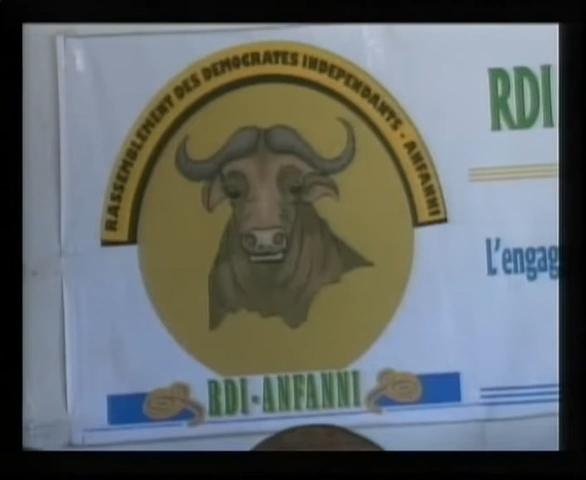 RASSEMBLEMENT DES DEMOCRATES INDEPENDANTS - ANFANNI
RDI
L'engag
RDI - ANFANNI